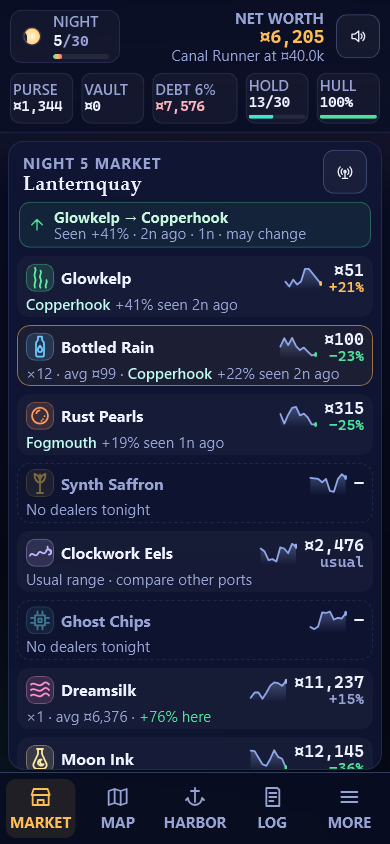 NIGHT
5/30
NET WORTH
¤6,205
Canal Runner at ¤40.0k
PURSE
¤1,344
VAULT
¤0
DEBT 6%
¤7,576
HOLD
13/30
HULL
100%
NIGHT 5 MARKET
Lanternquay
Glowkelp → Copperhook
Seen +41% · 2n ago · 1n · may change
Glowkelp
¤51
+21%
Copperhook +41% seen 2n ago
Bottled Rain
¤100
−23%
×12 · avg ¤99 · Copperhook +22% seen 2n ago
Rust Pearls
¤315
−25%
Fogmouth +19% seen 1n ago
Synth Saffron
—
No dealers tonight
Clockwork Eels
¤2,476
usual
Usual range · compare other ports
Ghost Chips
—
No dealers tonight
Dreamsilk
¤11,237
+15%
×1 · avg ¤6,376 · +76% here
Moon Ink
¤12,145
−36%
MARKET
MAP
HARBOR
LOG
MORE